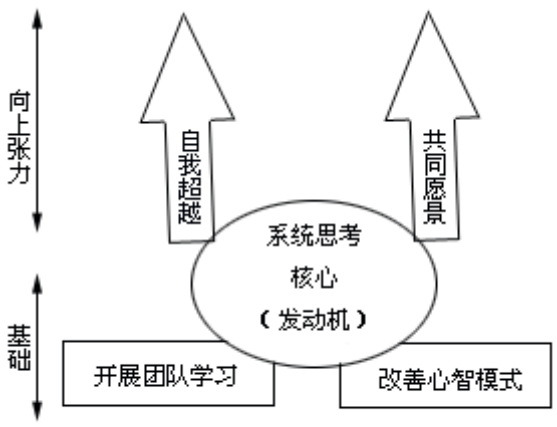 向上张力
自我超越
共同愿景
系统思考
核心
（发动机）
基础
开展团队学习
改善心智模式